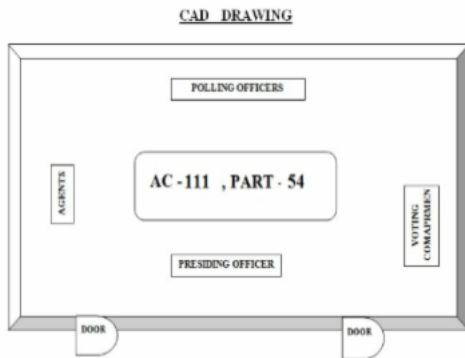 CAD DRAWING
POLLING OFFICERS
AC -111 , PART - 54
AGENTS
VOTING
COMAPRMEN
PRESIDING OFFICER
DOOR
DOOR